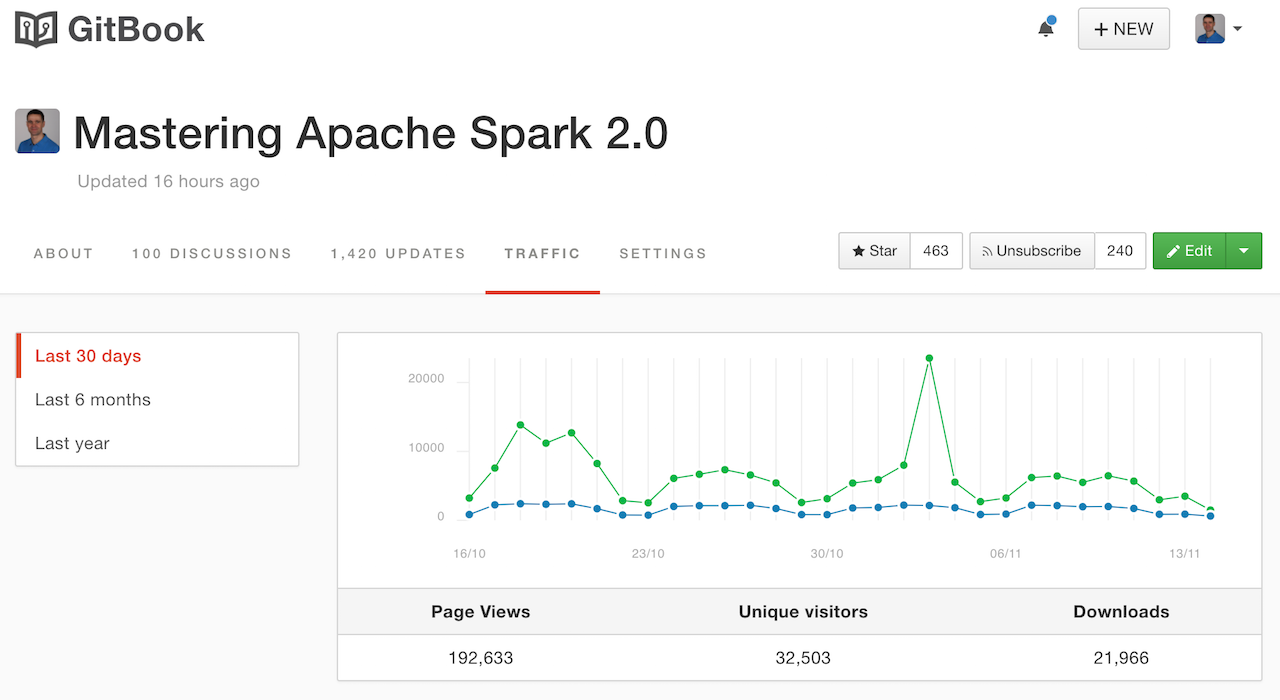 GitBook
+ NEW
Mastering Apache Spark 2.0
Updated 16 hours ago
ABOUT 100 DISCUSSIONS 1,420 UPDATES TRAFFIC SETTINGS Star 463 Unsubscribe 240 Edit
Last 30 days
Last 6 months
Last year
20000
10000
0
16/10 23/10 30/10 06/11 13/11
Page Views Unique visitors Downloads
192,633 32,503 21,966